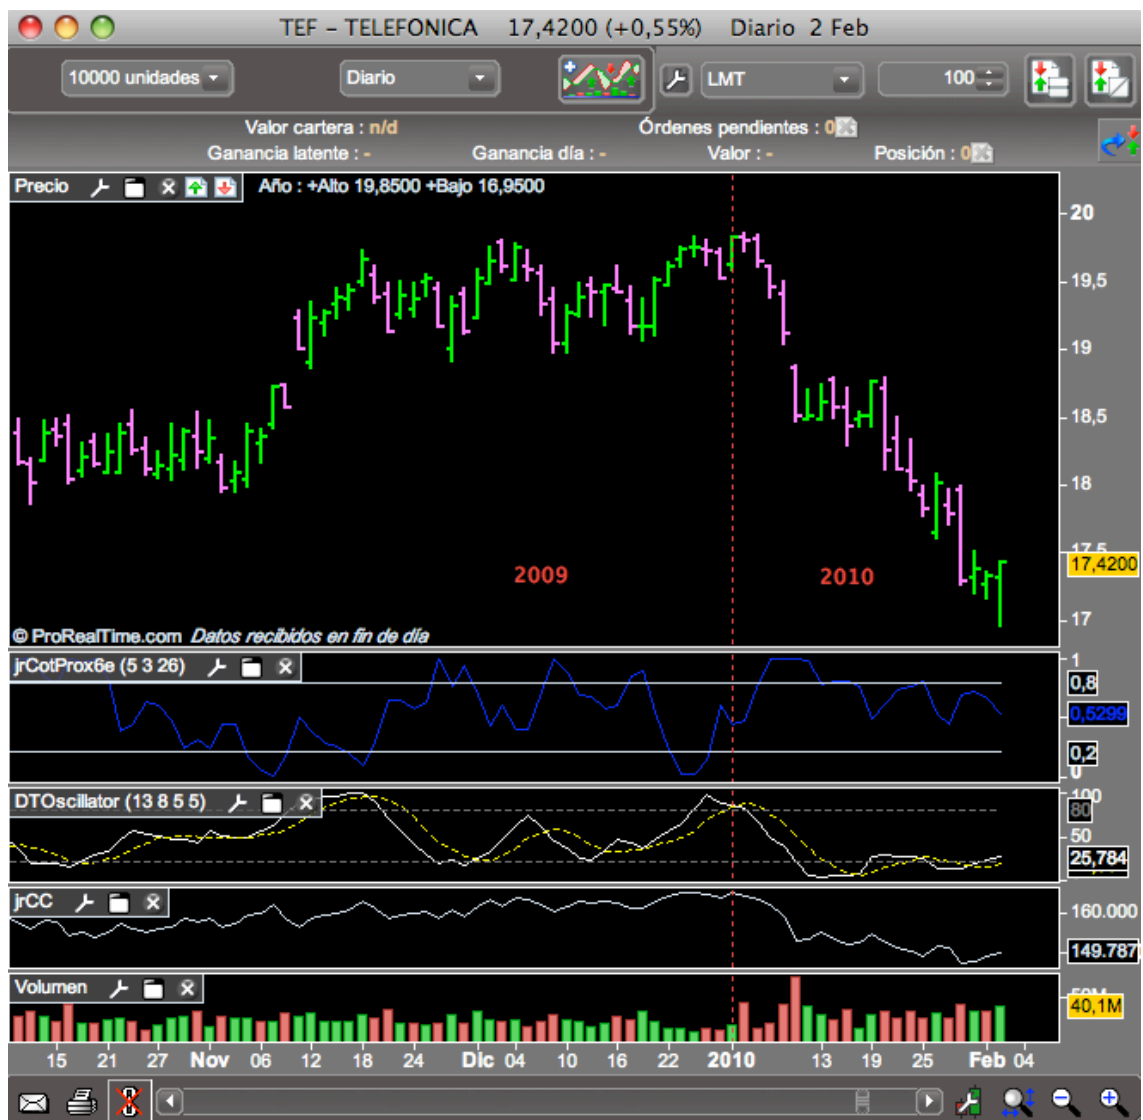 TEF – TELEFONICA 17,4200 (+0,55%) Diario 2 Feb
10000 unidades Diario LMT 100
Valor cartera : n/d Órdenes pendientes : 0
Ganancia latente : - Ganancia día : - Valor : - Posición : 0
Precio Año : +Alto 19,8500 +Bajo 16,9500
20
19,5
19
18,5
18
17,5
17,4200
2009 2010
17
© ProRealTime.com Datos recibidos en fin de día
jrCotProx6e (5 3 26)
1
0,8
0,5299
0,2
0
DTOscillator (13 8 5 5)
100
80
50
25,784
jrCC
160.000
149.787
Volumen
50M
40,1M
15 21 27 Nov 06 12 18 24 Dic 04 10 16 22 2010 13 19 25 Feb 04